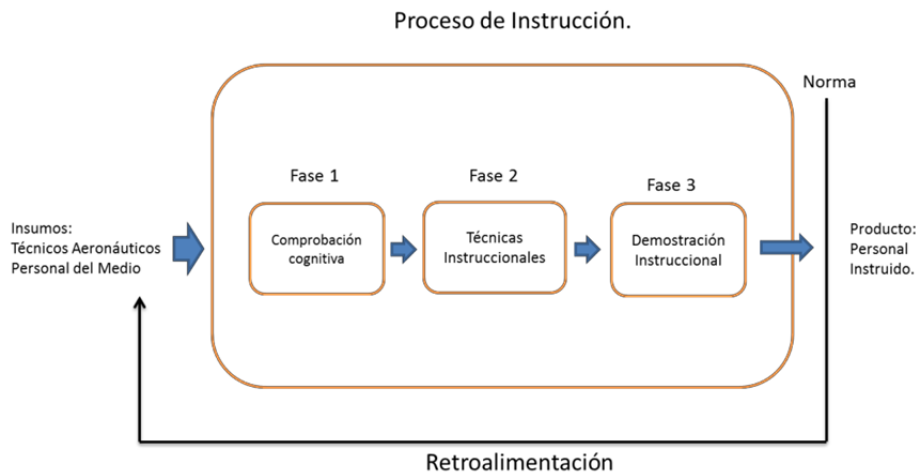 Proceso de Instrucción.
Norma
Fase 1
Fase 2
Fase 3
Insumos:
Técnicos Aeronáuticos
Personal del Medio
Comprobación
cognitiva
Técnicas
Instruccionales
Demostración
Instruccional
Producto:
Personal
Instruido.
Retroalimentación